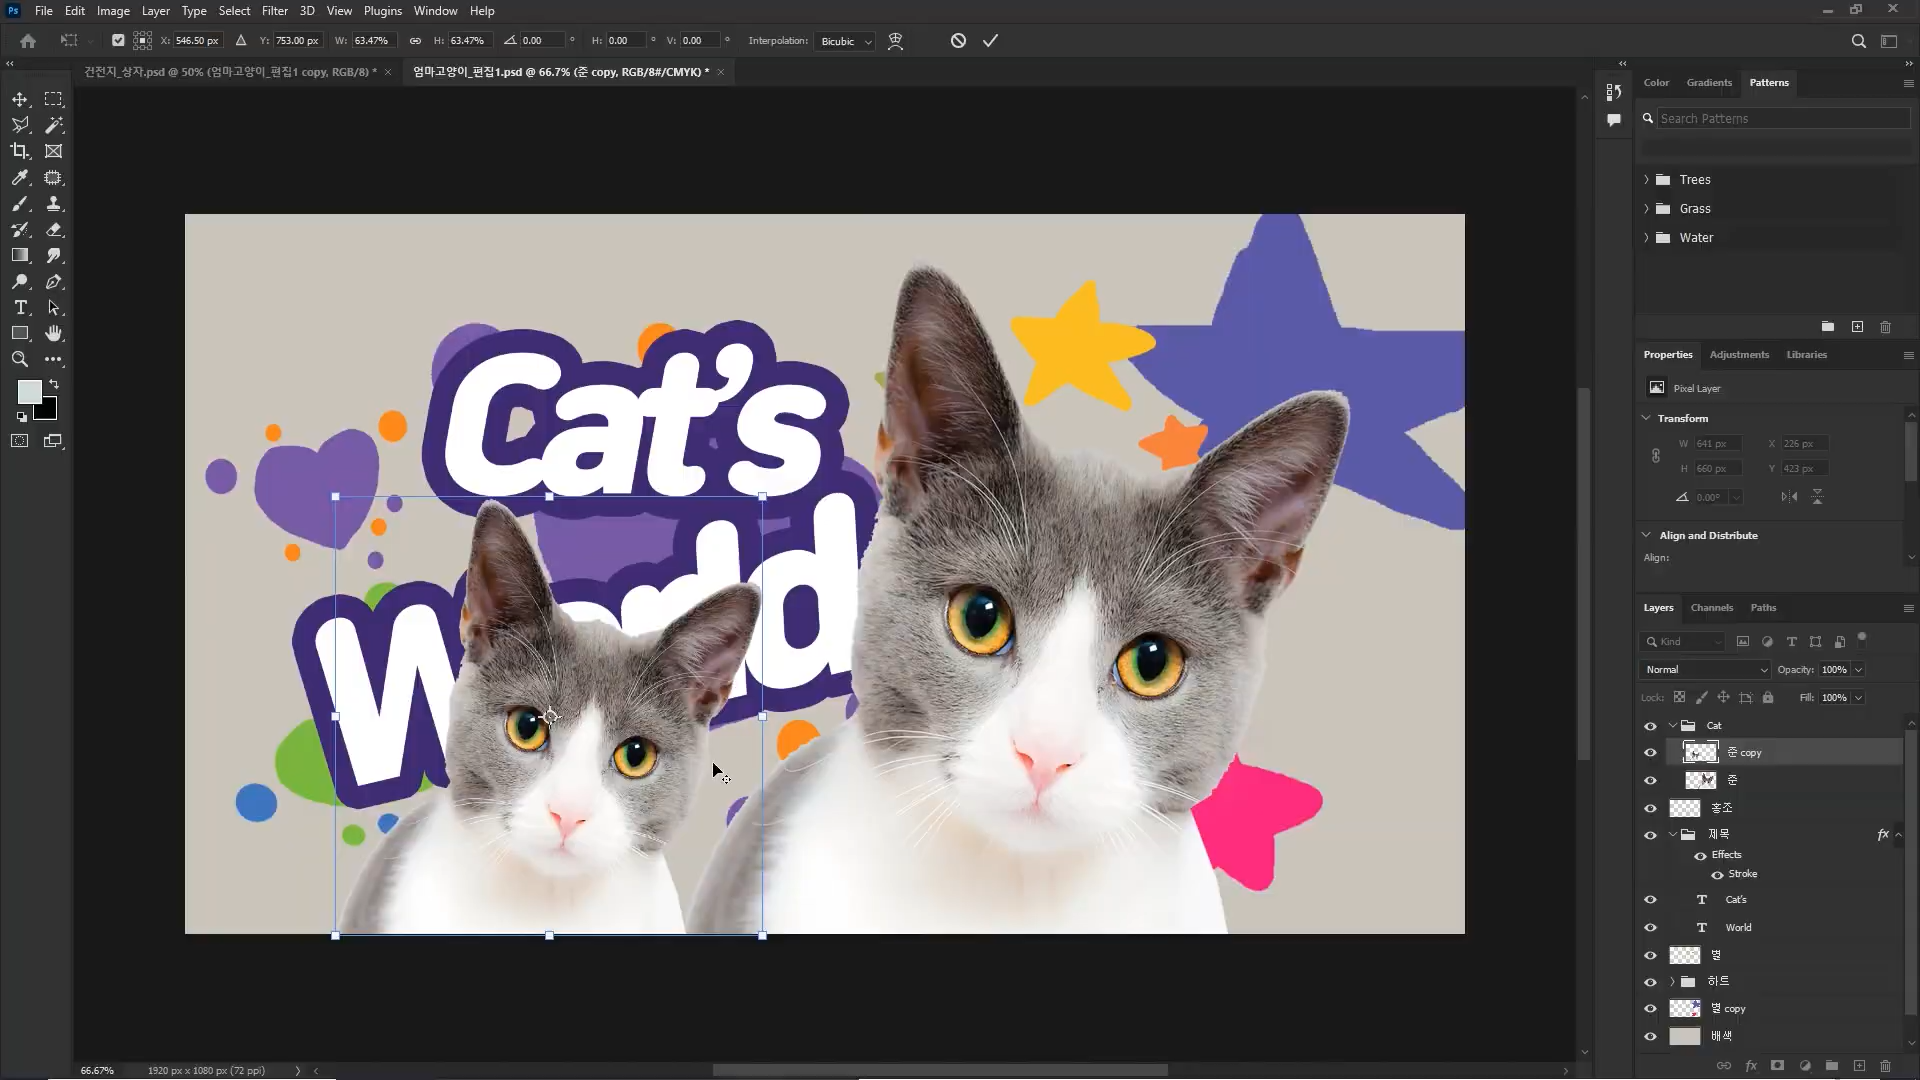 Ps File Edit Image Layer Type Select Filter 3D View Plugins Window Help
X: 546.50 px Y: 753.00 px W: 63.47% H: 63.47% 0.00 ° H: 0.00 ° V: 0.00 ° Interpolation: Bicubic
건전지_상자.psd @ 50% (엄마고양이_편집1 copy, RGB/8) * × 엄마고양이_편집1.psd @ 66.7% (준 copy, RGB/8#/CMYK) * ×
Color Gradients Patterns
Search Patterns
Trees
Grass
Water
Properties Adjustments Libraries
Pixel Layer
Transform
W 641 px X 226 px
H 660 px Y 423 px
0.00°
Align and Distribute
Align:
Layers Channels Paths
Kind
Normal Opacity: 100%
Lock: Fill: 100%
Cat
준 copy
준
홍조
제목 fx
Effects
Stroke
T Cat's
T World
별
하트
별 copy
배색
fx
Cat's
World
66.67% 1920 px x 1080 px (72 ppi)